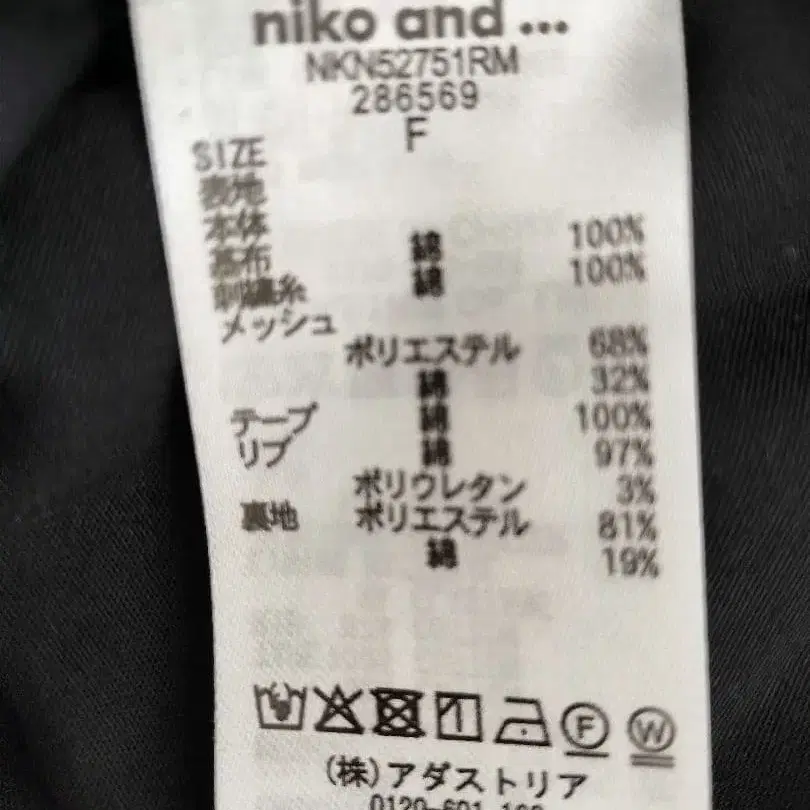 niko and ...
NKN52751RM
286569
F
SIZE
表地
本体
基布 綿 100%
刺繍糸 綿 100%
メッシュ
ポリエステル 68%
綿 32%
テープ 綿 100%
リブ 綿 97%
ポリウレタン 3%
裏地 ポリエステル 81%
綿 19%
F W
(株)アダストリア
0120-601-162